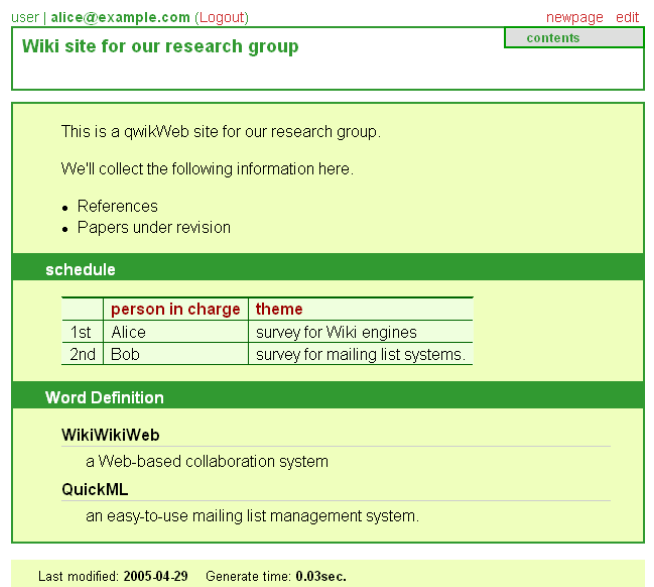 user | alice@example.com (Logout) newpage edit
Wiki site for our research group
contents
This is a qwikWeb site for our research group.
We'll collect the following information here.
• References
• Papers under revision
schedule
person in charge theme
1st Alice survey for Wiki engines
2nd Bob survey for mailing list systems.
Word Definition
WikiWikiWeb
a Web-based collaboration system
QuickML
an easy-to-use mailing list management system.
Last modified: 2005-04-29 Generate time: 0.03sec.